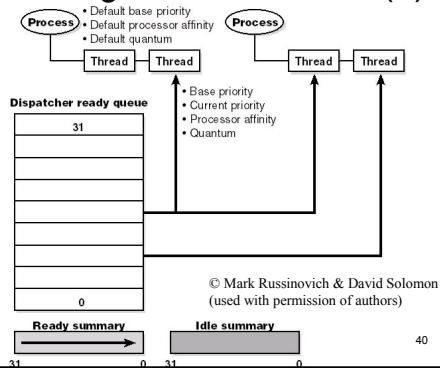 Process
• Default base priority
• Default processor affinity
• Default quantum
Process
Thread
Thread
Thread
Thread
• Base priority
• Current priority
• Processor affinity
• Quantum
Dispatcher ready queue
31
0
© Mark Russinovich & David Solomon
(used with permission of authors)
Ready summary
Idle summary
31
0
31
0
40